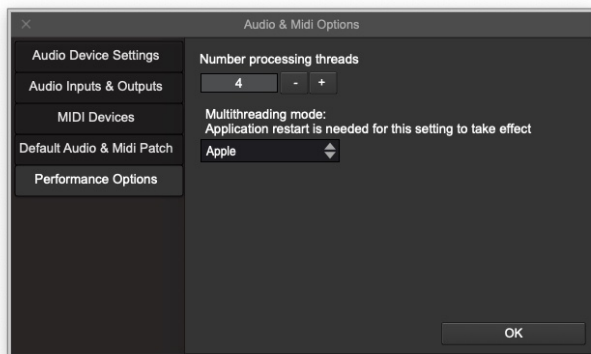 Audio & Midi Options
Audio Device Settings
Audio Inputs & Outputs
MIDI Devices
Default Audio & Midi Patch
Performance Options
Number processing threads
4 - +
Multithreading mode:
Application restart is needed for this setting to take effect
Apple
OK